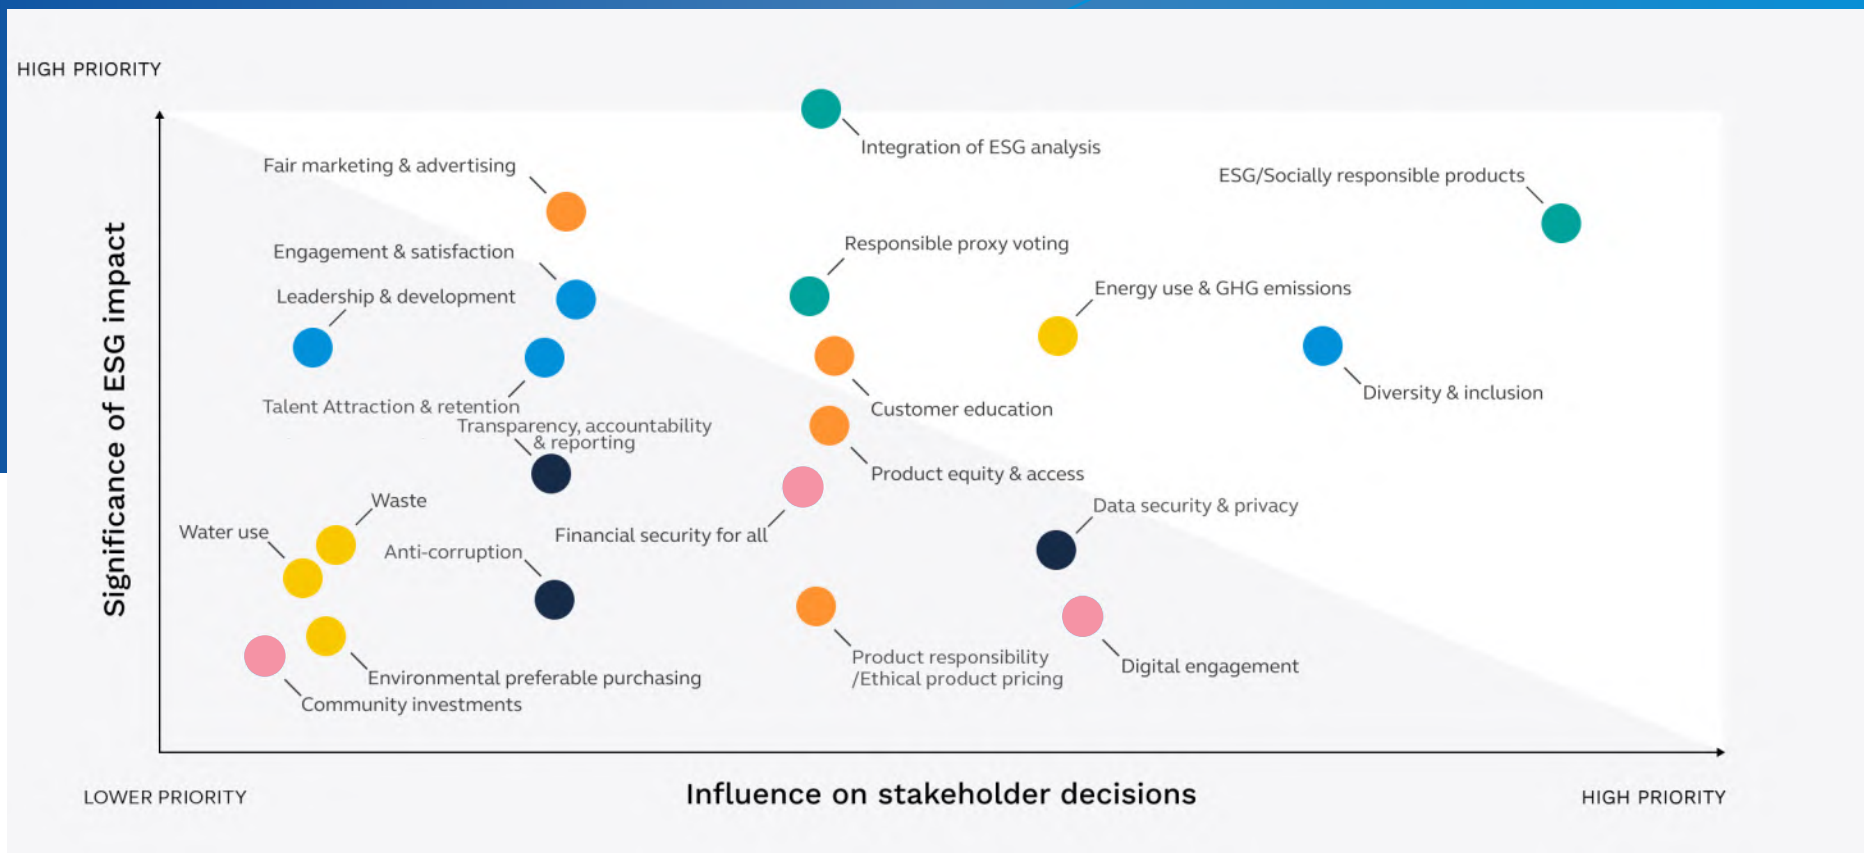 HIGH PRIORITY
Integration of ESG analysis
Fair marketing & advertising
ESG/Socially responsible products
Responsible proxy voting
Engagement & satisfaction
Energy use & GHG emissions
Leadership & development
Diversity & inclusion
Talent Attraction & retention
Customer education
Transparency, accountability
& reporting
Product equity & access
Waste
Data security & privacy
Water use
Financial security for all
Anti-corruption
Product responsibility
/Ethical product pricing
Digital engagement
Environmental preferable purchasing
Community investments
Significance of ESG impact
LOWER PRIORITY
Influence on stakeholder decisions
HIGH PRIORITY